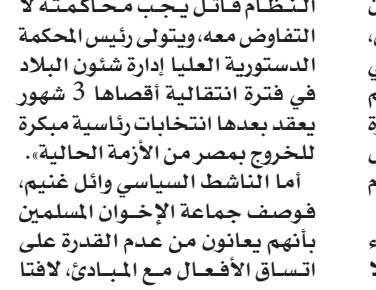 النظام قاتل يجب محاكمته لا
التفاوض معه، ويتولى رئيس المحكمة
الدستورية العليا إدارة شئون البلاد
في فترة انتقالية أقصاها 3 شهور
يعقد بعدها انتخابات رئاسية مبكرة
للخروج بمصر من الأزمة الحالية».
أما الناشط السياسي وائل غنيم،
فوصف جماعة الإخوان المسلمين
بأنهم يعانون من عدم القدرة على
اتساق الأفعال مع المبادئ، لافتا